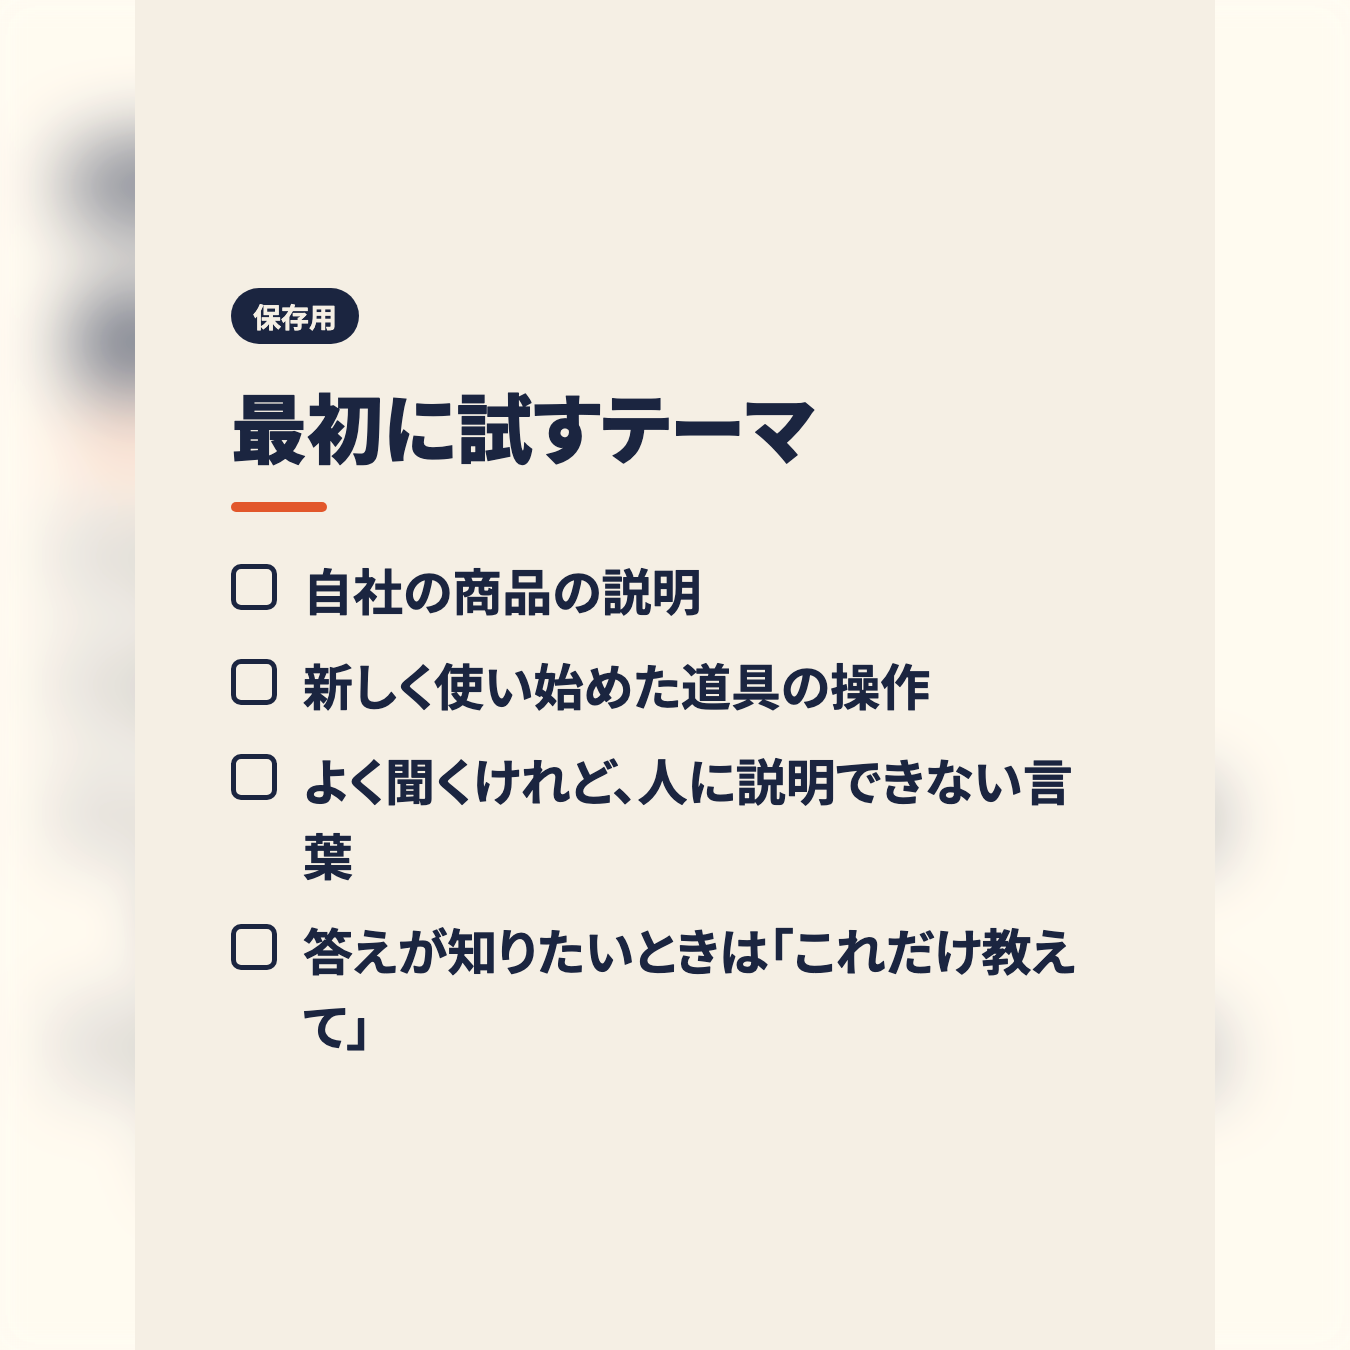 保存用
最初に試すテーマ
自社の商品の説明
新しく使い始めた道具の操作
よく聞くけれど、人に説明できない言
葉
答えが知りたいときは「これだけ教え
て」